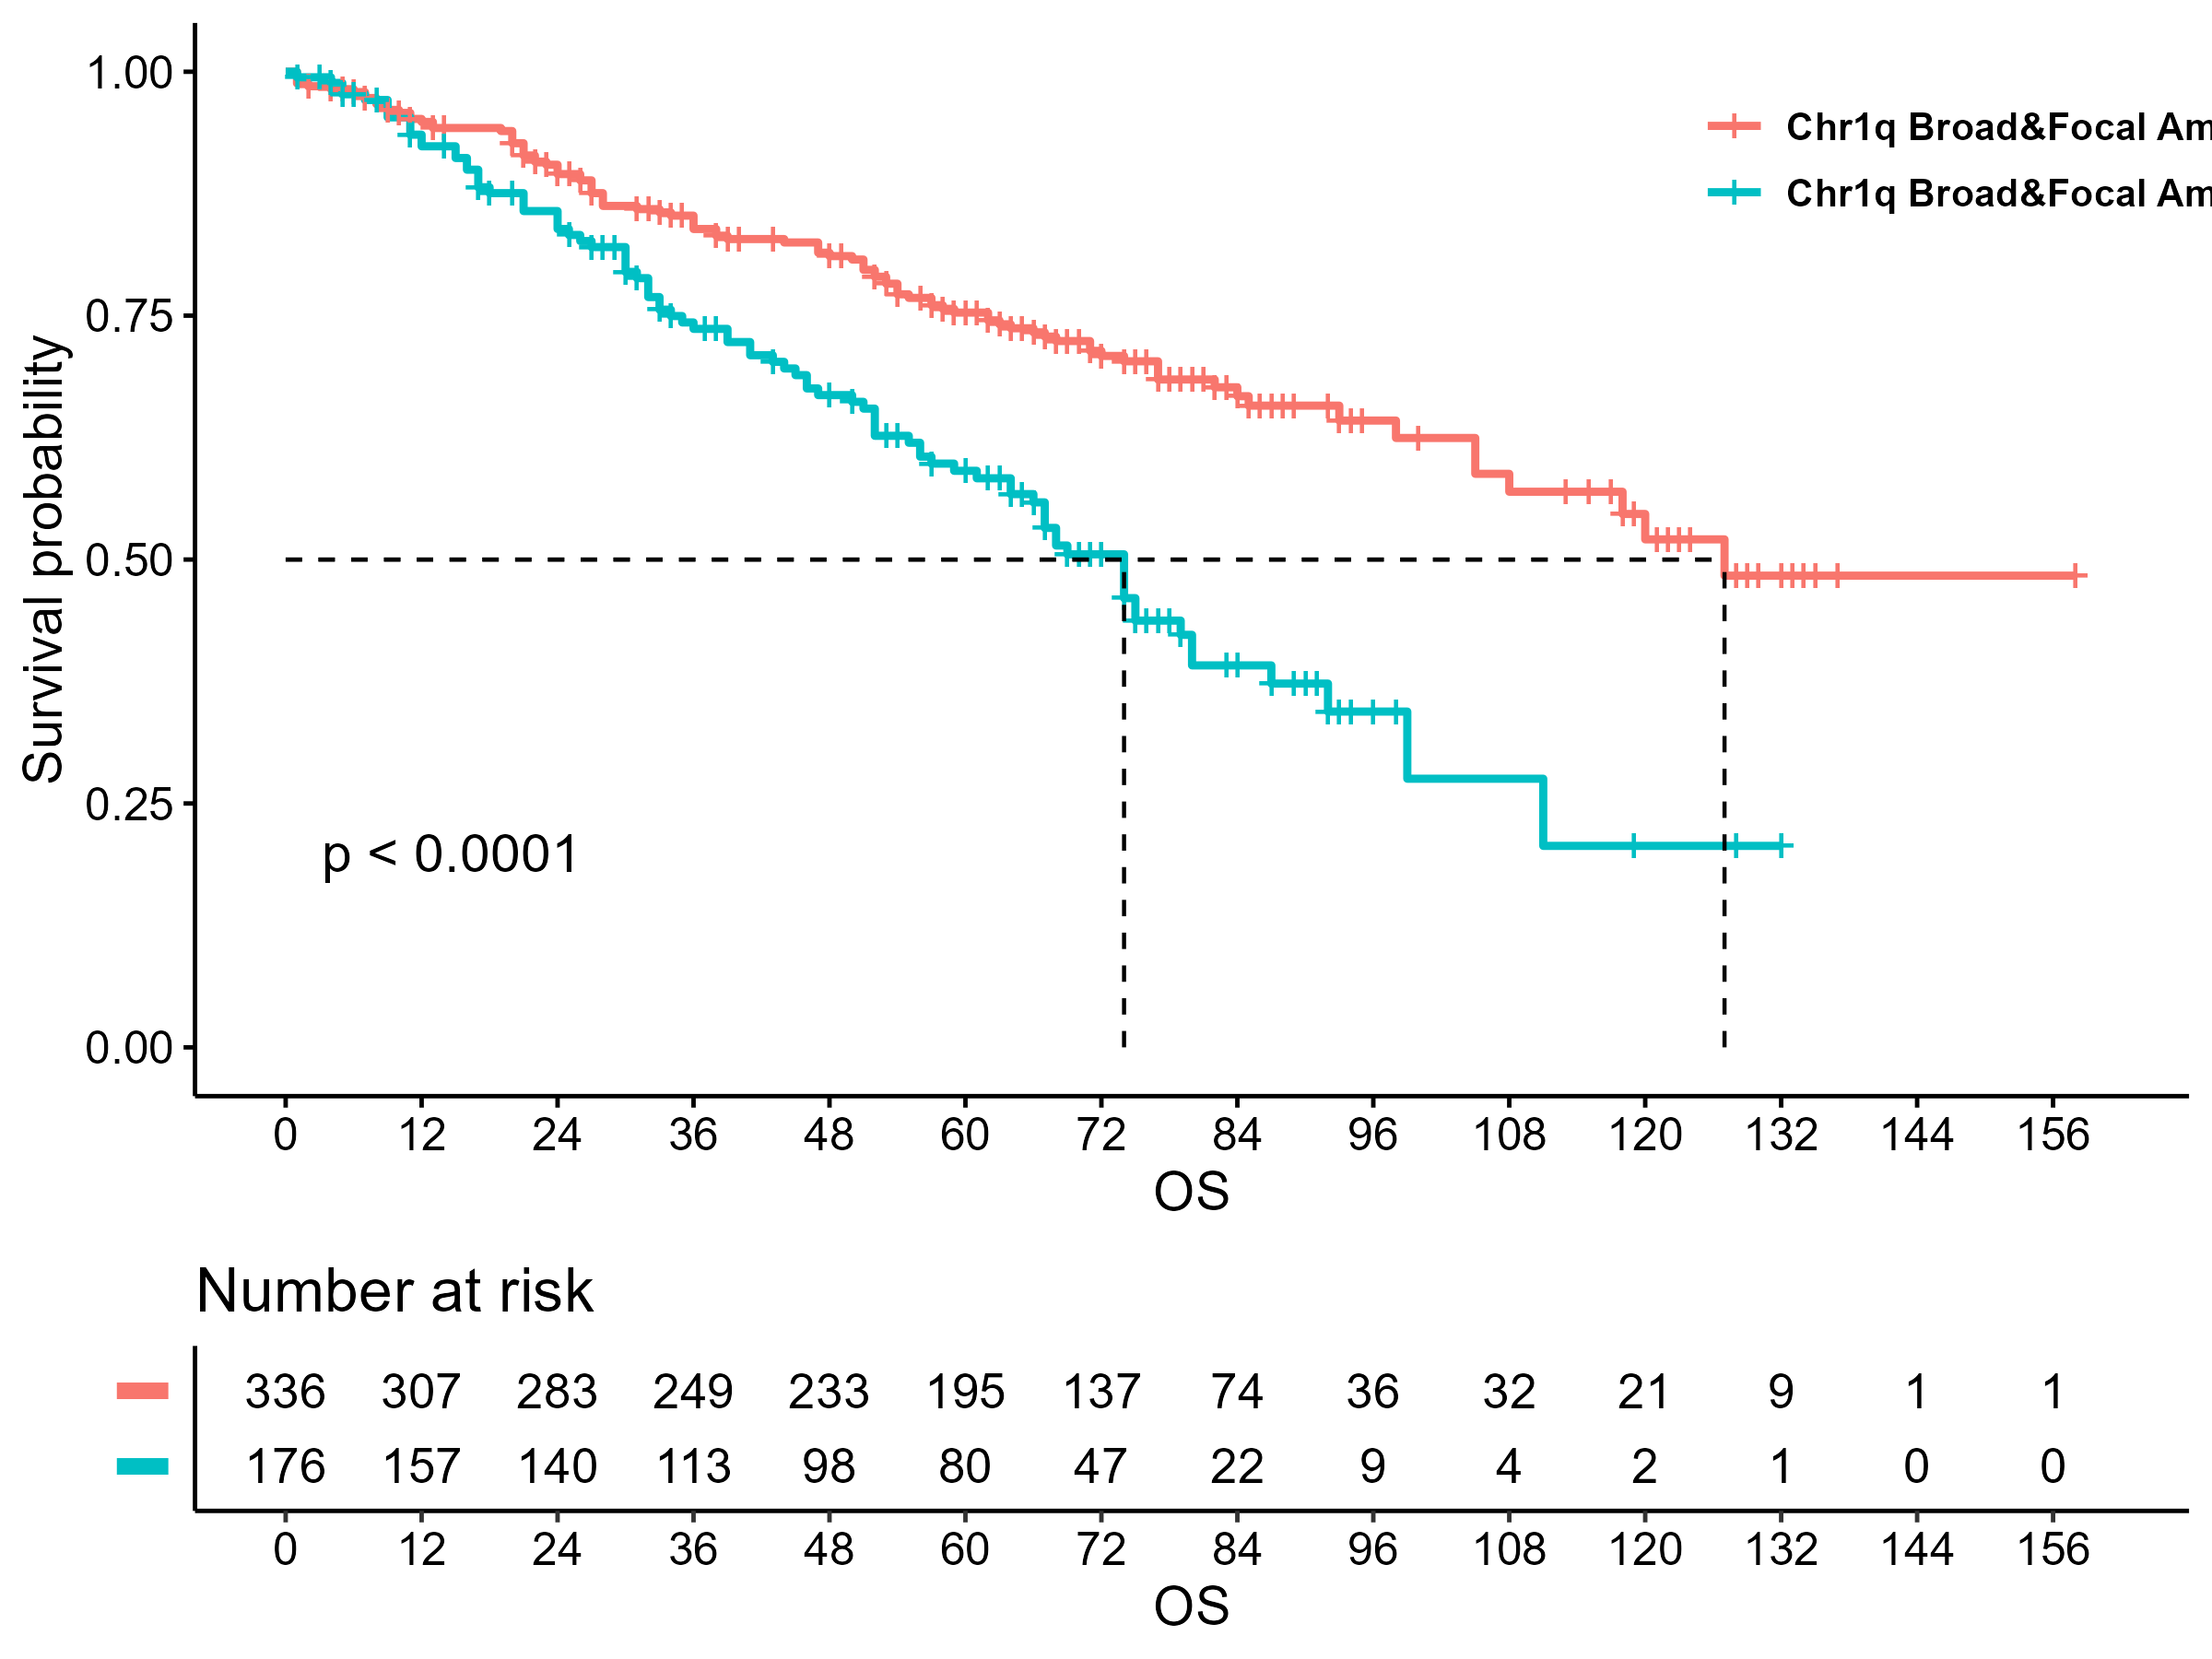 1.00
0.75
0.50
0.25
0.00
Survival probability
Chr1q Broad&Focal Am
Chr1q Broad&Focal Am
p < 0.0001
0 12 24 36 48 60 72 84 96 108 120 132 144 156
OS
Number at risk
336 307 283 249 233 195 137 74 36 32 21 9 1 1
176 157 140 113 98 80 47 22 9 4 2 1 0 0
0 12 24 36 48 60 72 84 96 108 120 132 144 156
OS